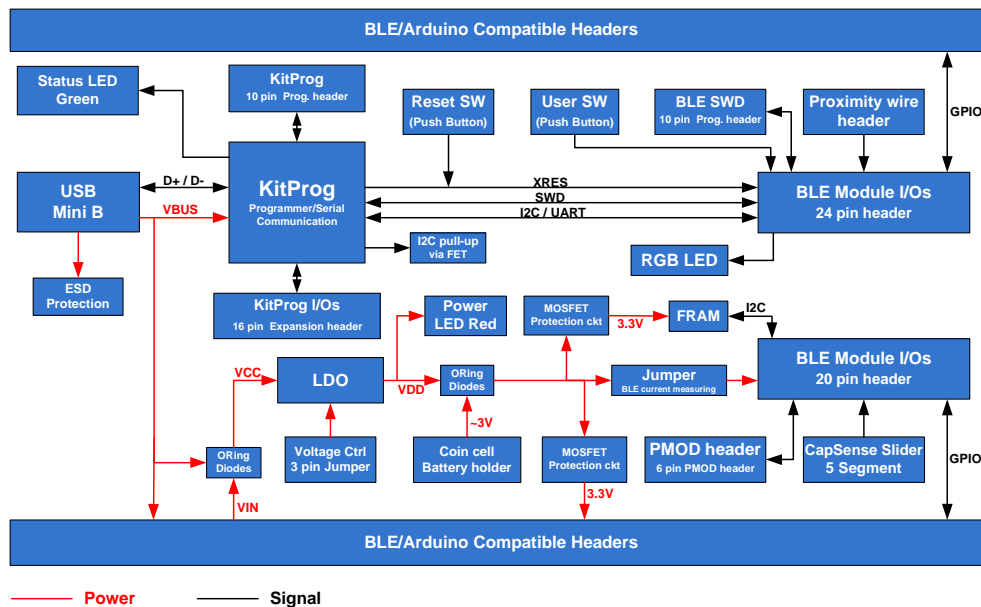 BLE/Arduino Compatible Headers
Status LED
Green
KitProg
10 pin Prog. header
Reset SW
(Push Button)
User SW
(Push Button)
BLE SWD
10 pin Prog. header
Proximity wire
header
GPIO
USB
Mini B
D+ / D-
VBUS
KitProg
Programmer/Serial
Communication
XRES
SWD
I2C / UART
BLE Module I/Os
24 pin header
I2C pull-up
via FET
RGB LED
ESD
Protection
KitProg I/Os
16 pin Expansion header
Power
LED Red
MOSFET
Protection ckt
3.3V
FRAM
I2C
BLE Module I/Os
20 pin header
VCC
LDO
VDD
ORing
Diodes
Jumper
BLE current measuring
~3V
ORing
Diodes
Voltage Ctrl
3 pin Jumper
Coin cell
Battery holder
MOSFET
Protection ckt
PMOD header
6 pin PMOD header
CapSense Slider
5 Segment
GPIO
VIN
3.3V
BLE/Arduino Compatible Headers
Power
Signal